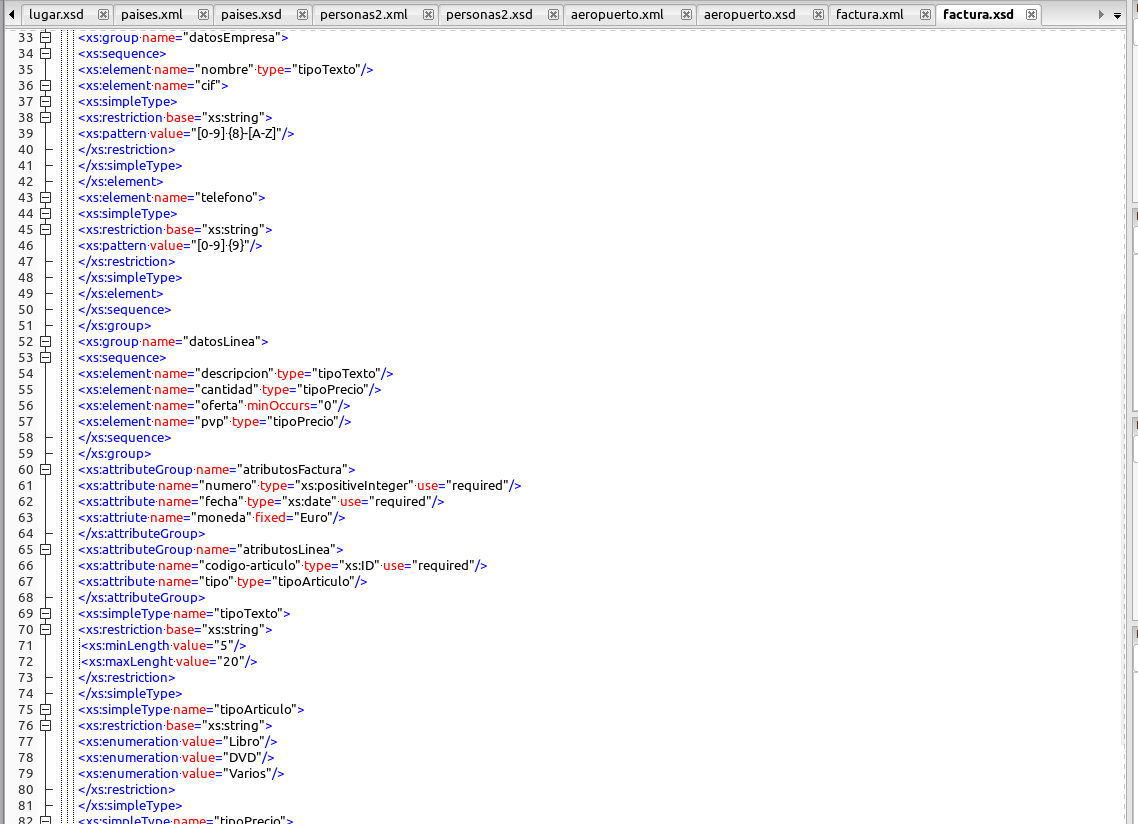 lugar.xsd paises.xml paises.xsd personas2.xml personas2.xsd aeropuerto.xml aeropuerto.xsd factura.xml factura.xsd
33 <xs:group name="datosEmpresa">
34 <xs:sequence>
35 <xs:element name="nombre" type="tipoTexto"/>
36 <xs:element name="cif">
37 <xs:simpleType>
38 <xs:restriction base="xs:string">
39 <xs:pattern value="[0-9] {8}-[A-Z]"/>
40 </xs:restriction>
41 </xs:simpleType>
42 </xs:element>
43 <xs:element name="telefono">
44 <xs:simpleType>
45 <xs:restriction base="xs:string">
46 <xs:pattern value="[0-9] {9}"/>
47 </xs:restriction>
48 </xs:simpleType>
49 </xs:element>
50 </xs:sequence>
51 </xs:group>
52 <xs:group name="datosLinea">
53 <xs:sequence>
54 <xs:element name="descripcion" type="tipoTexto"/>
55 <xs:element name="cantidad" type="tipoPrecio"/>
56 <xs:element name="oferta" minOccurs="0"/>
57 <xs:element name="pvp" type="tipoPrecio"/>
58 </xs:sequence>
59 </xs:group>
60 <xs:attributeGroup name="atributosFactura">
61 <xs:attribute name="numero" type="xs:positiveInteger" use="required"/>
62 <xs:attribute name="fecha" type="xs:date" use="required"/>
63 <xs:attriute name="moneda" fixed="Euro"/>
64 </xs:attributeGroup>
65 <xs:attributeGroup name="atributosLinea">
66 <xs:attribute name="codigo-articulo" type="xs:ID" use="required"/>
67 <xs:attribute name="tipo" type="tipoArticulo"/>
68 </xs:attributeGroup>
69 <xs:simpleType name="tipoTexto">
70 <xs:restriction base="xs:string">
71 <xs:minLength value="5"/>
72 <xs:maxLenght value="20"/>
73 </xs:restriction>
74 </xs:simpleType>
75 <xs:simpleType name="tipoArticulo">
76 <xs:restriction base="xs:string">
77 <xs:enumeration value="Libro"/>
78 <xs:enumeration value="DVD"/>
79 <xs:enumeration value="Varios"/>
80 </xs:restriction>
81 </xs:simpleType>
82 <xs:simpleType name="tipoPrecio">